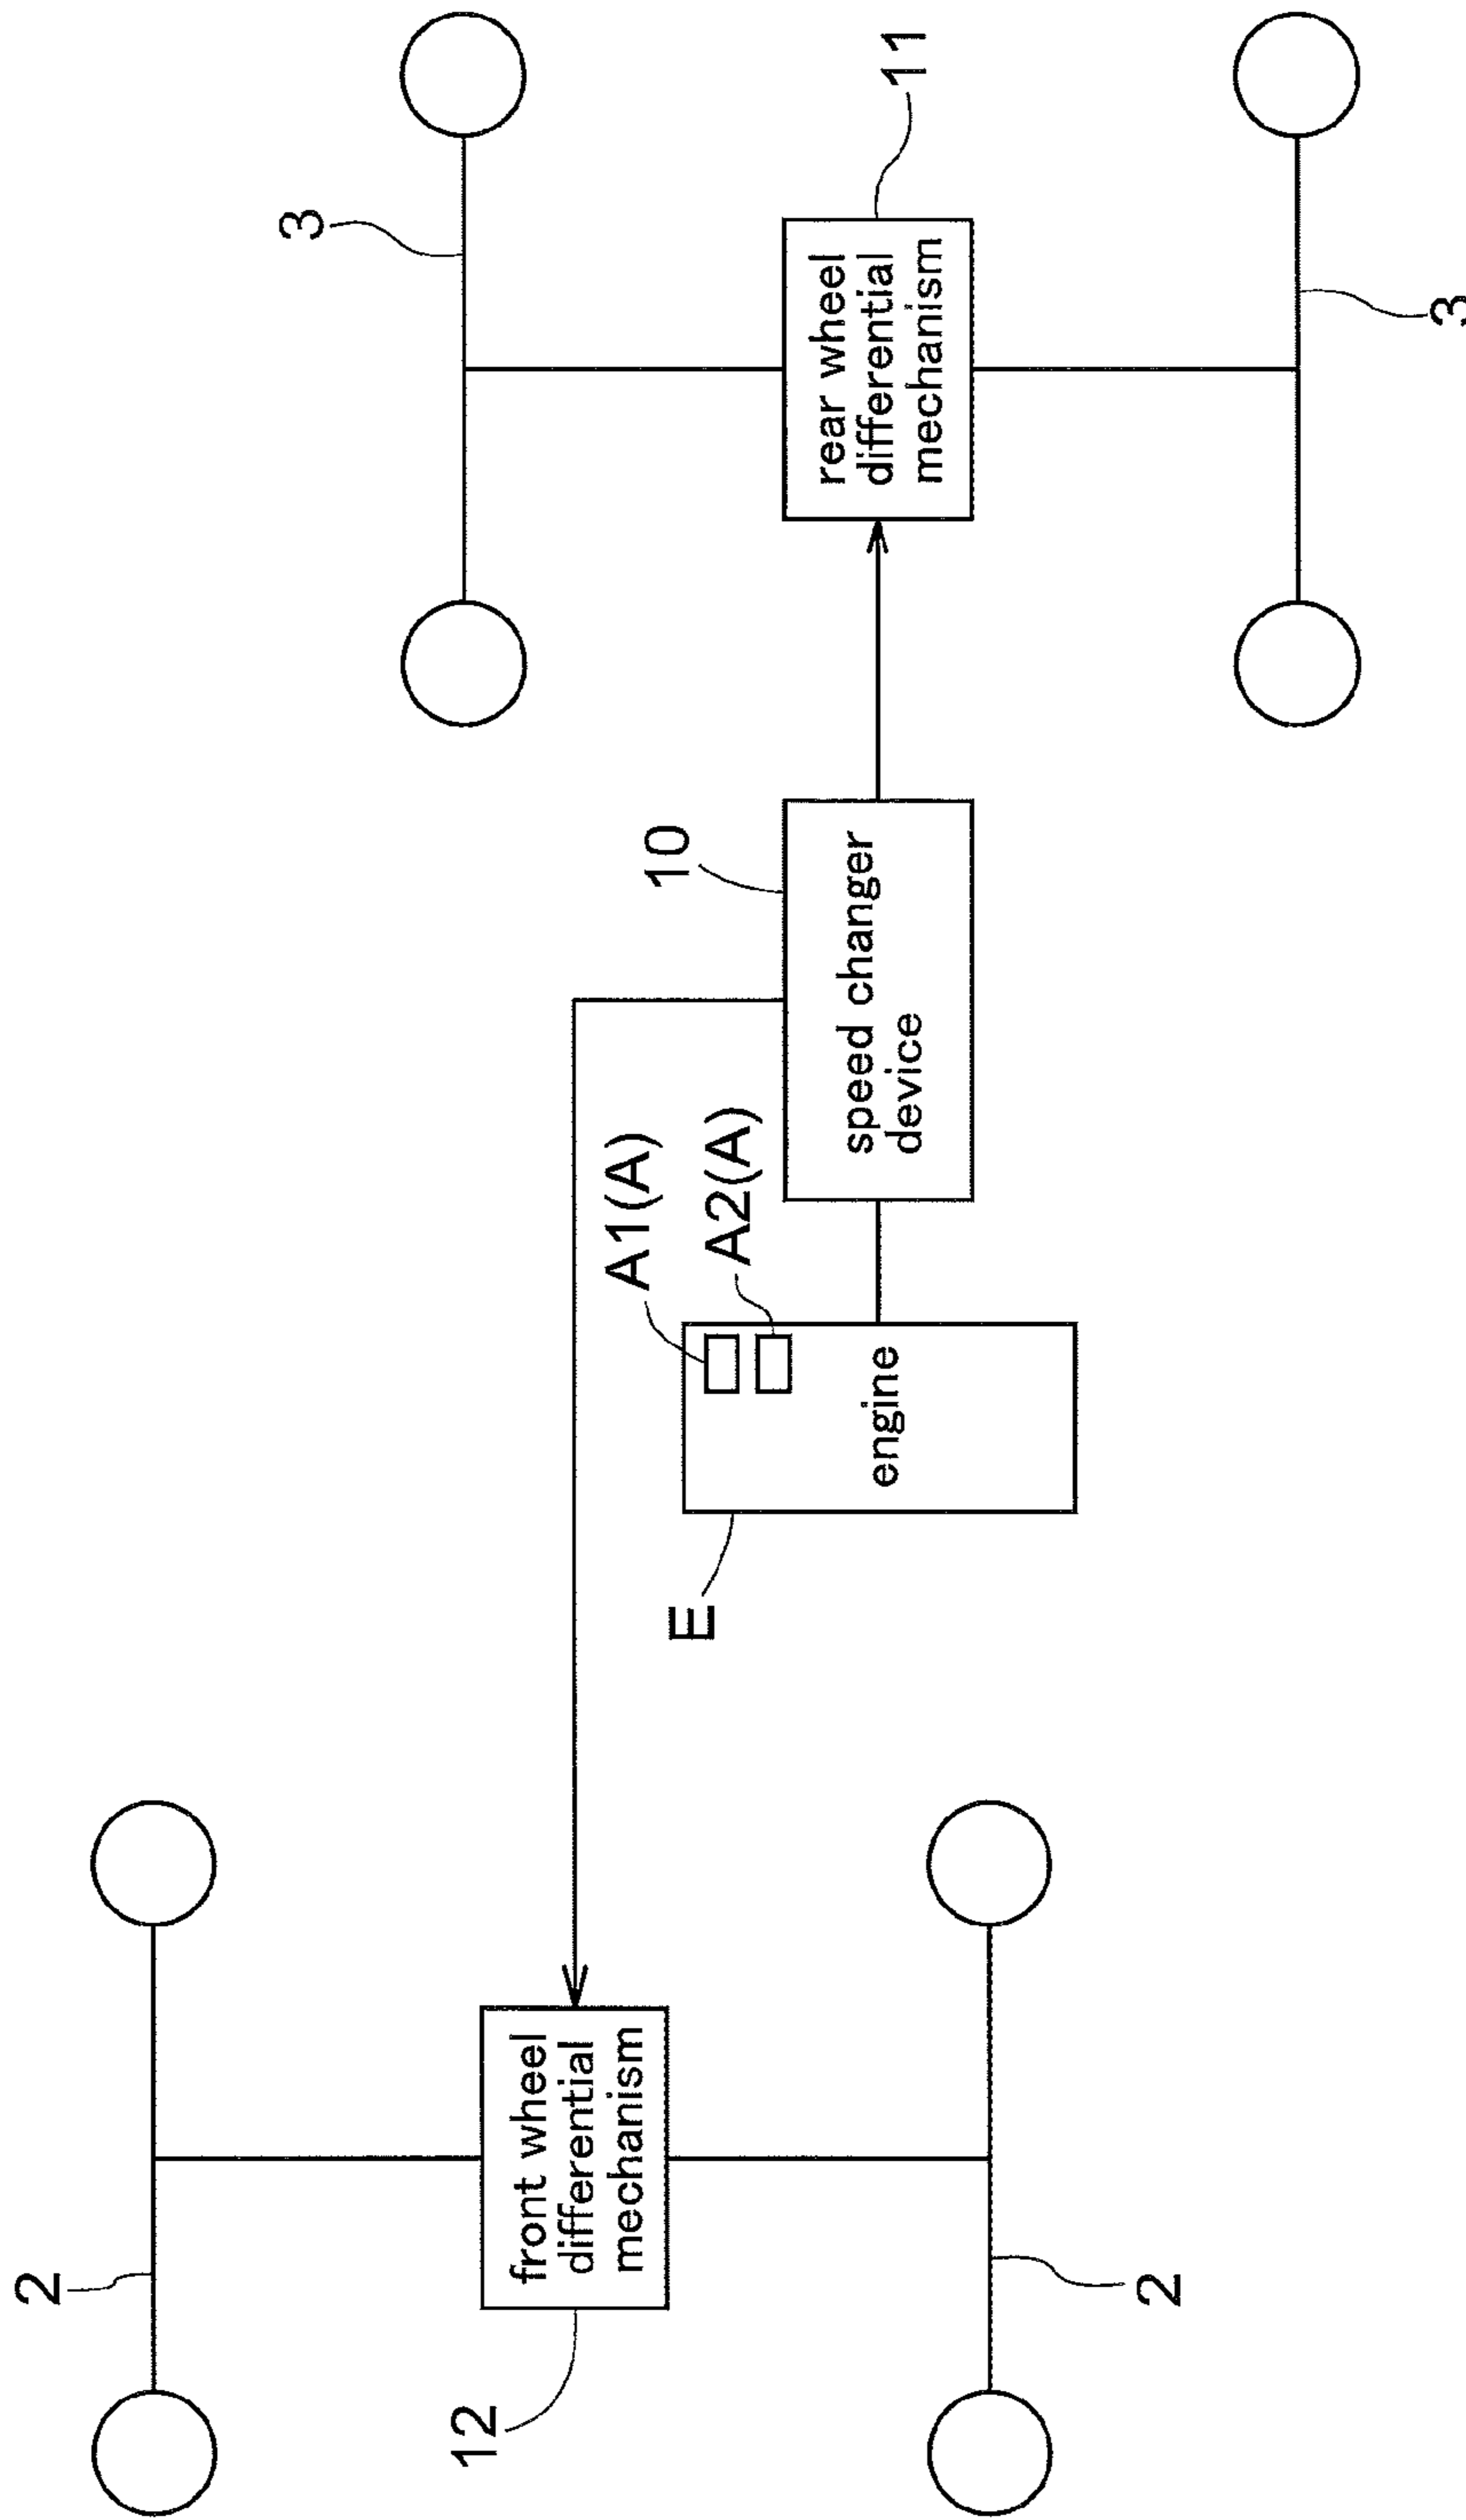 3
11
rear wheel
differential
mechanism
3
10
speed changer
device
A1(A)
A2(A)
engine
E
2
front wheel
differential
mechanism
12
2